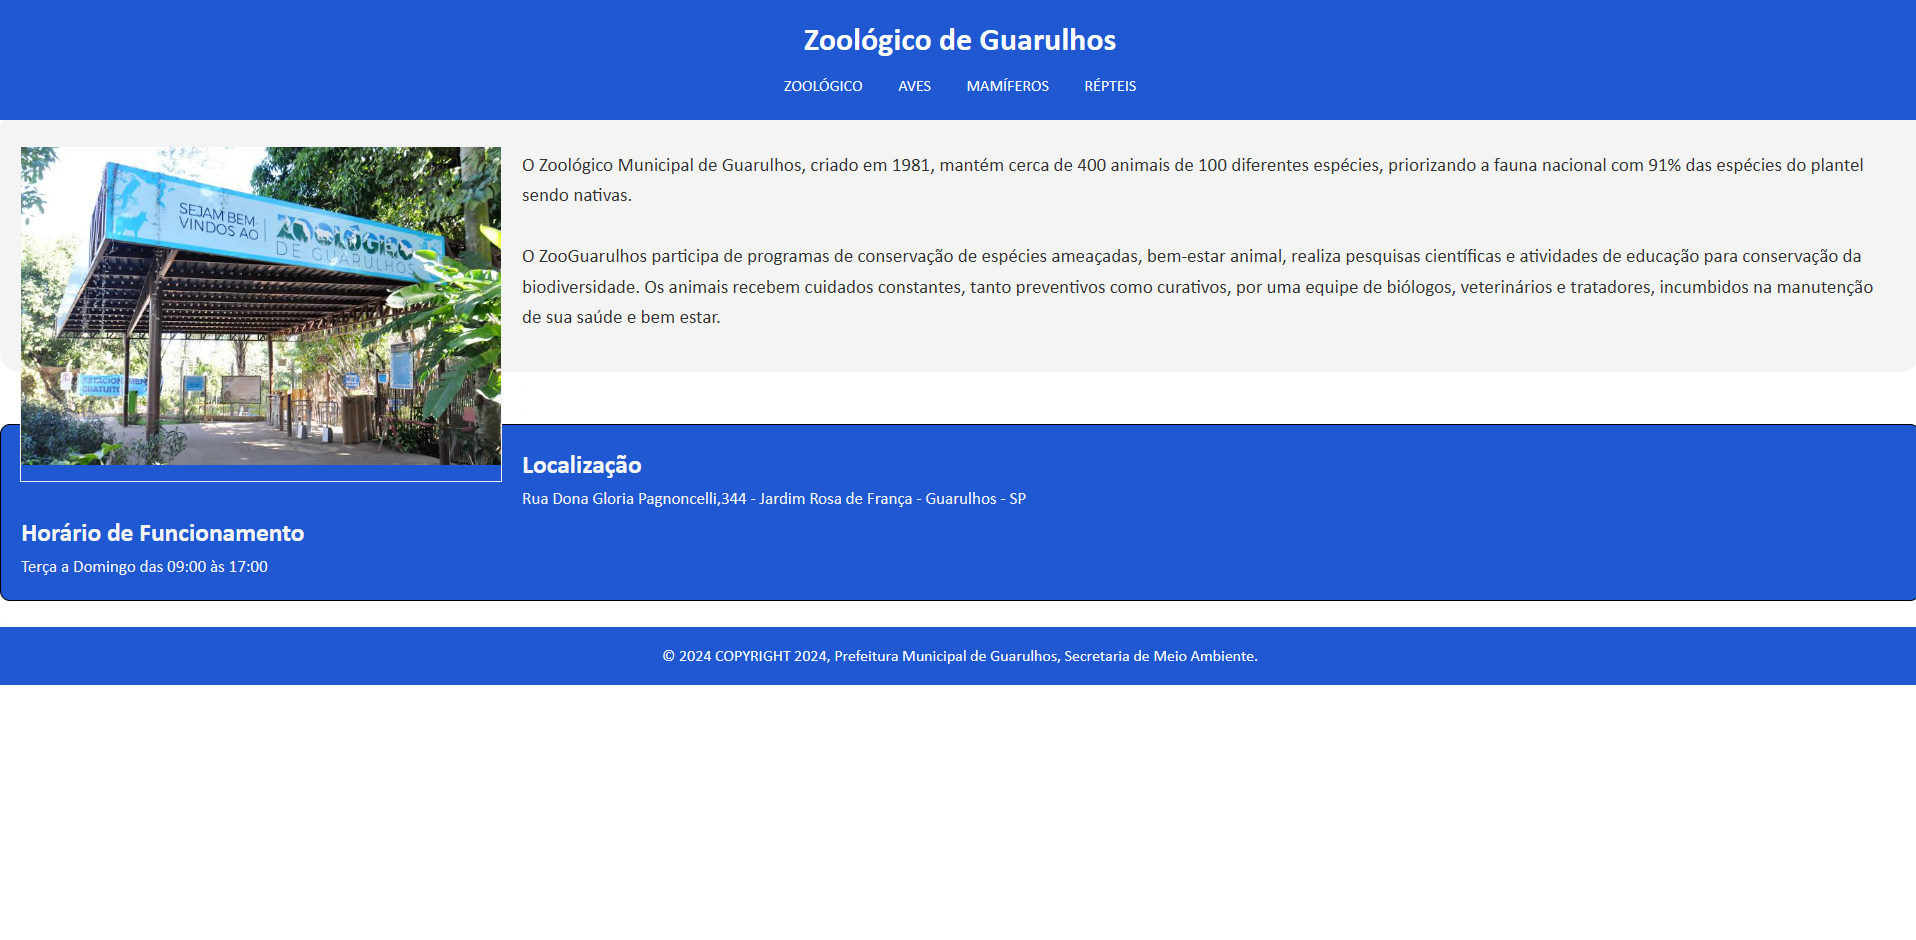 Zoológico de Guarulhos
ZOOLÓGICO AVES MAMÍFEROS RÉPTEIS
SEJAM BEM-
VINDOS AO
ZOOLÓGICO
DE GUARULHOS
ESTACIONAMENTO
GRATUITO
O Zoológico Municipal de Guarulhos, criado em 1981, mantém cerca de 400 animais de 100 diferentes espécies, priorizando a fauna nacional com 91% das espécies do plantel
sendo nativas.
O ZooGuarulhos participa de programas de conservação de espécies ameaçadas, bem-estar animal, realiza pesquisas científicas e atividades de educação para conservação da
biodiversidade. Os animais recebem cuidados constantes, tanto preventivos como curativos, por uma equipe de biólogos, veterinários e tratadores, incumbidos na manutenção
de sua saúde e bem estar.
Localização
Rua Dona Gloria Pagnoncelli,344 - Jardim Rosa de França - Guarulhos - SP
Horário de Funcionamento
Terça a Domingo das 09:00 às 17:00
© 2024 COPYRIGHT 2024, Prefeitura Municipal de Guarulhos, Secretaria de Meio Ambiente.